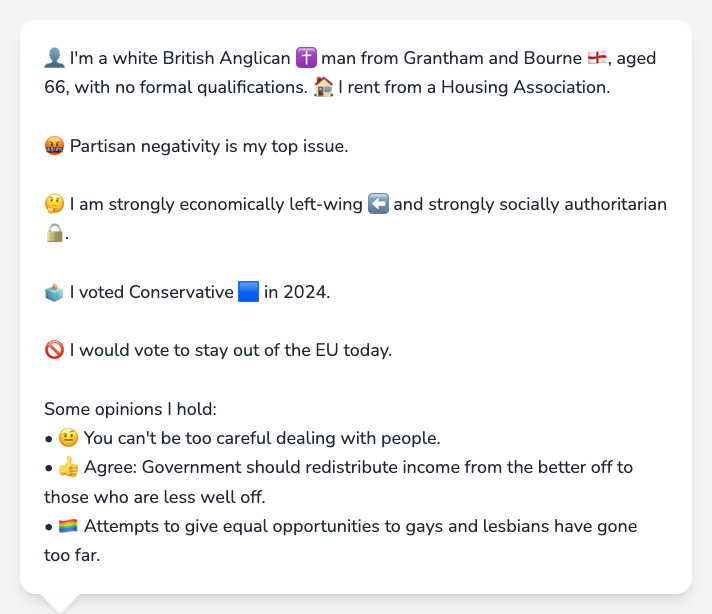 👤 I'm a white British Anglican ✝️ man from Grantham and Bourne 🏴󠁧󠁢󠁥󠁮󠁧󠁿, aged
66, with no formal qualifications. 🏠 I rent from a Housing Association.
🤬 Partisan negativity is my top issue.
🤔 I am strongly economically left-wing ⬅️ and strongly socially authoritarian
🔒.
🗳️ I voted Conservative 🟦 in 2024.
🚫 I would vote to stay out of the EU today.
Some opinions I hold:
• 🤨 You can't be too careful dealing with people.
• 👍 Agree: Government should redistribute income from the better off to
those who are less well off.
• 🏳️‍🌈 Attempts to give equal opportunities to gays and lesbians have gone
too far.